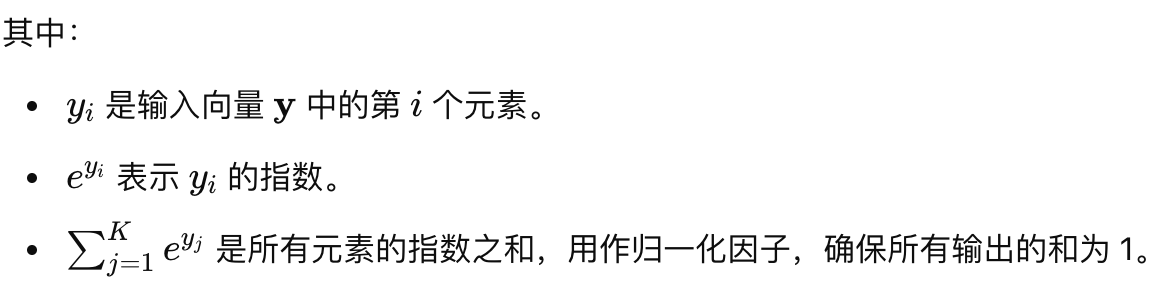 其中：
• $y_i$ 是输入向量 $\mathbf{y}$ 中的第 $i$ 个元素。
• $e^{y_i}$ 表示 $y_i$ 的指数。
• $\sum_{j=1}^{K} e^{y_j}$ 是所有元素的指数之和，用作归一化因子，确保所有输出的和为 1。